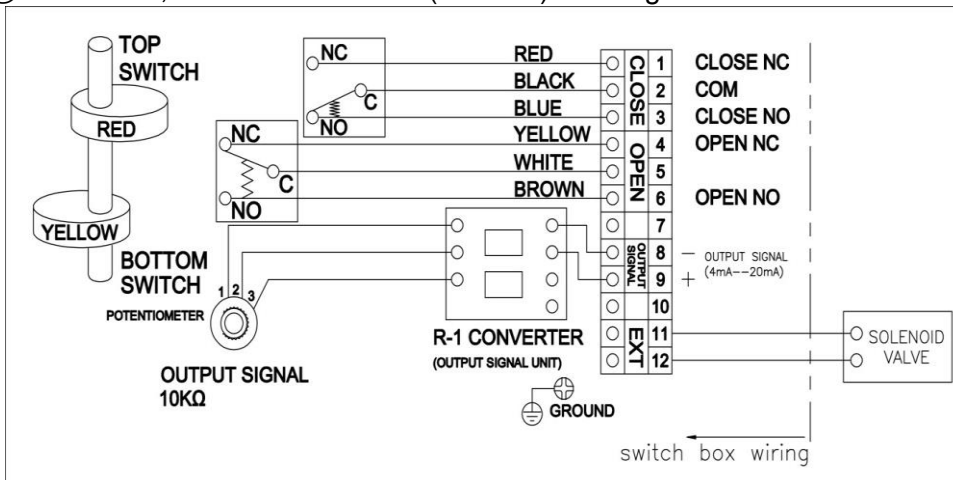 TOP
SWITCH
RED
YELLOW
BOTTOM
SWITCH
NC
C
NO
NC
C
NO
RED
BLACK
BLUE
YELLOW
WHITE
BROWN
CLOSE
OPEN
OUTPUT
SIGNAL
EXT
1 CLOSE NC
2 COM
3 CLOSE NO
4 OPEN NC
5
6 OPEN NO
7
8 — OUTPUT SIGNAL
9 + (4mA--20mA)
10
11
12
SOLENOID
VALVE
1 2 3
POTENTIOMETER
OUTPUT SIGNAL
10KΩ
R-1 CONVERTER
(OUTPUT SIGNAL UNIT)
GROUND
switch box wiring